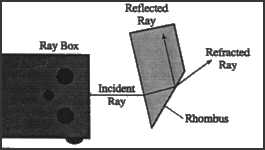 Reflected
Ray
Ray Box
Refracted
Ray
Incident
Ray
Rhombus